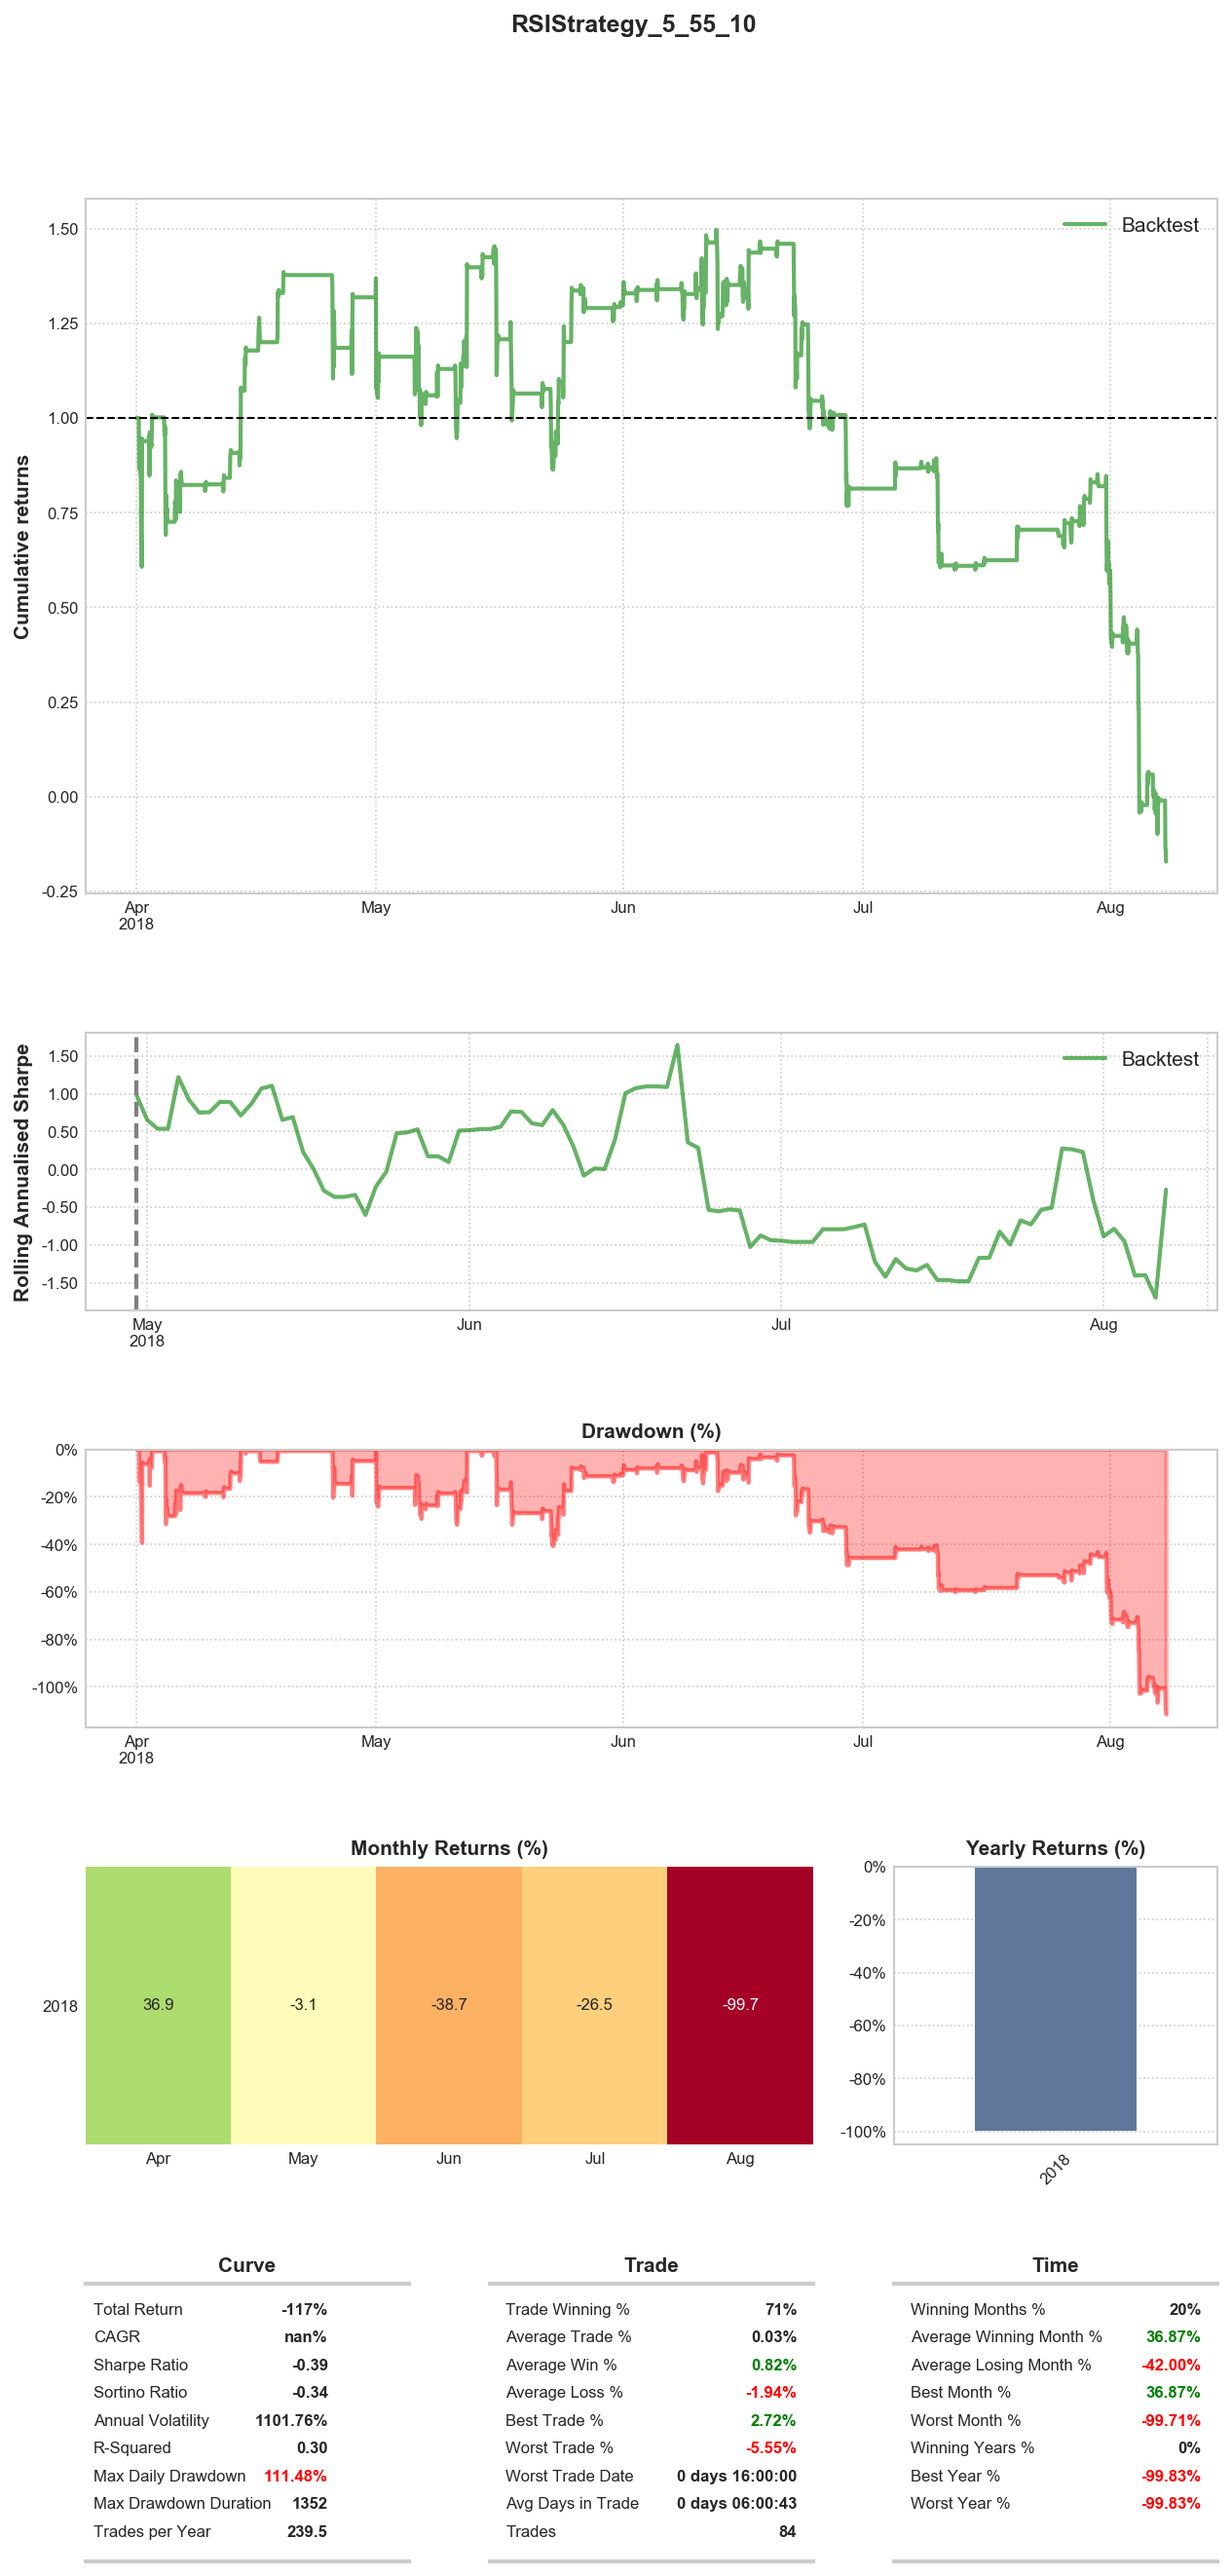 RSIStrategy_5_55_10
Backtest
1.50
1.25
1.00
0.75
0.50
0.25
0.00
-0.25
Cumulative returns
Apr May Jun Jul Aug
2018
Backtest
1.50
1.00
0.50
0.00
-0.50
-1.00
-1.50
Rolling Annualised Sharpe
May Jun Jul Aug
2018
Drawdown (%)
0%
-20%
-40%
-60%
-80%
-100%
Apr May Jun Jul Aug
2018
Monthly Returns (%)
2018 36.9 -3.1 -38.7 -26.5 -99.7
Apr May Jun Jul Aug
Yearly Returns (%)
0%
-20%
-40%
-60%
-80%
-100%
2018
Curve
Total Return -117%
CAGR nan%
Sharpe Ratio -0.39
Sortino Ratio -0.34
Annual Volatility 1101.76%
R-Squared 0.30
Max Daily Drawdown 111.48%
Max Drawdown Duration 1352
Trades per Year 239.5
Trade
Trade Winning % 71%
Average Trade % 0.03%
Average Win % 0.82%
Average Loss % -1.94%
Best Trade % 2.72%
Worst Trade % -5.55%
Worst Trade Date 0 days 16:00:00
Avg Days in Trade 0 days 06:00:43
Trades 84
Time
Winning Months % 20%
Average Winning Month % 36.87%
Average Losing Month % -42.00%
Best Month % 36.87%
Worst Month % -99.71%
Winning Years % 0%
Best Year % -99.83%
Worst Year % -99.83%